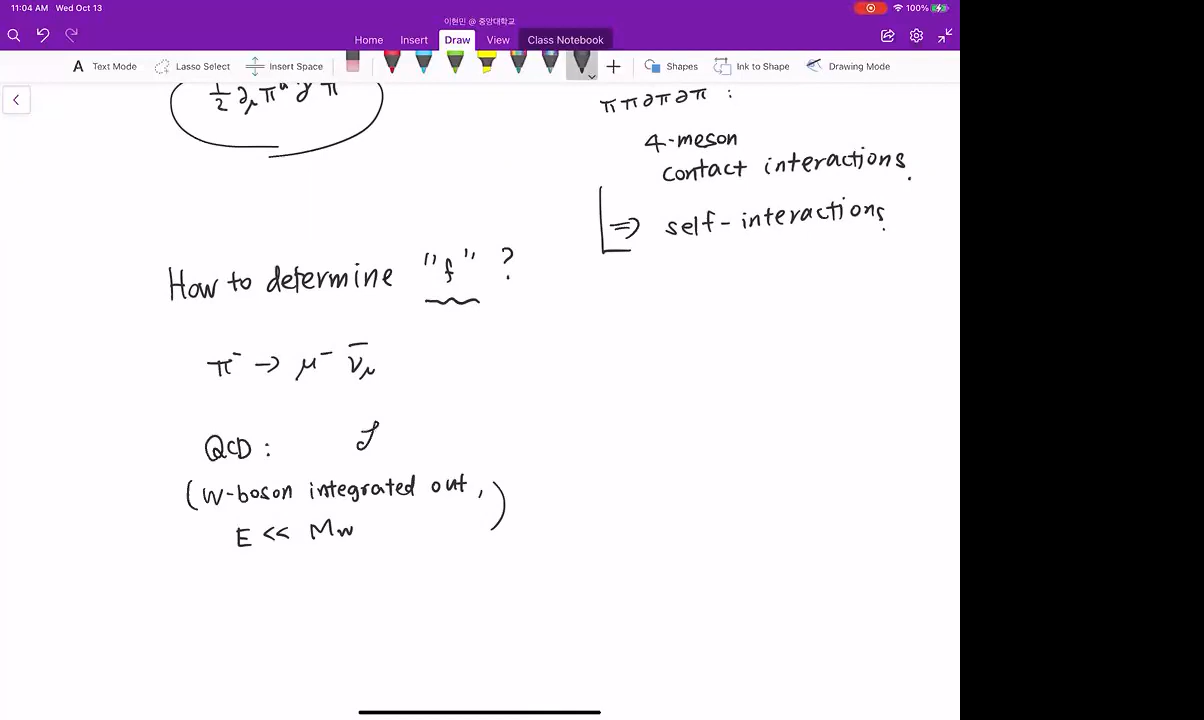 11:04 AM Wed Oct 13
100%
이현민 @ 중앙대학교
Home Insert Draw View Class Notebook
A Text Mode Lasso Select Insert Space Shapes Ink to Shape Drawing Mode
1/2 ∂μ π^a ∂ π
ππ∂π∂π :
4-meson
contact interactions.
⇒ self-interactions.
How to determine "f" ?
π⁻ → μ⁻ ν̄μ
QCD : ℒ
(W-boson integrated out, )
E << Mw